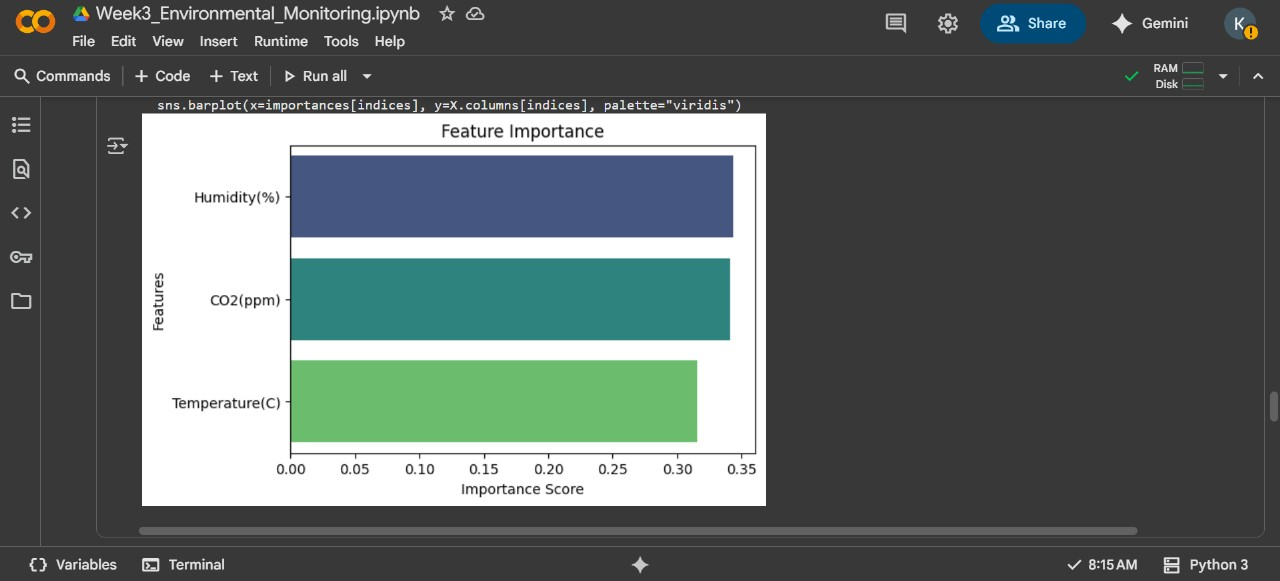 Week3_Environmental_Monitoring.ipynb
File Edit View Insert Runtime Tools Help
Share
Gemini
K
Commands + Code + Text Run all
RAM
Disk
sns.barplot(x=importances[indices], y=X.columns[indices], palette="viridis")
Feature Importance
Humidity(%)
CO2(ppm)
Temperature(C)
Features
0.00 0.05 0.10 0.15 0.20 0.25 0.30 0.35
Importance Score
Variables Terminal
8:15 AM Python 3